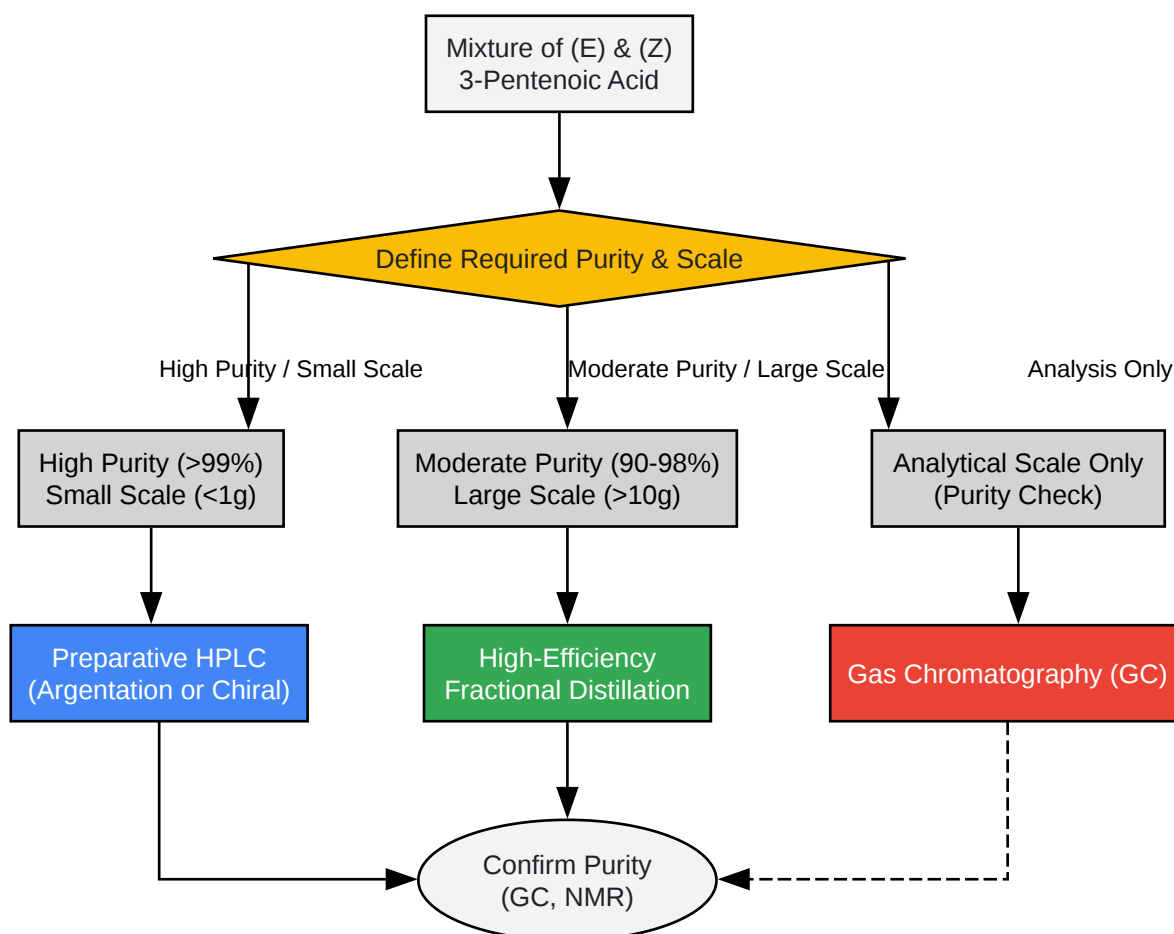 Mixture of (E) & (Z)
3-Pentenoic Acid
Define Required Purity & Scale
High Purity / Small Scale
Moderate Purity / Large Scale
Analysis Only
High Purity (>99%)
Small Scale (<1g)
Moderate Purity (90-98%)
Large Scale (>10g)
Analytical Scale Only
(Purity Check)
Preparative HPLC
(Argentation or Chiral)
High-Efficiency
Fractional Distillation
Gas Chromatography (GC)
Confirm Purity
(GC, NMR)